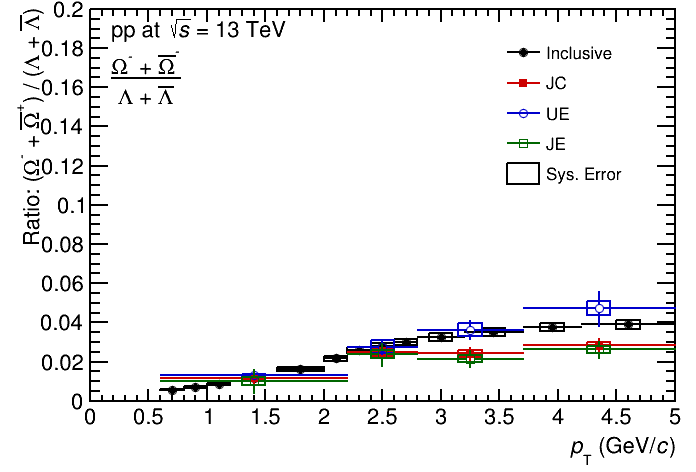 Ratio: (Ω⁻ + Ω̅⁺) / (Λ + Λ̅)
0.2
0.18
0.16
0.14
0.12
0.1
0.08
0.06
0.04
0.02
0
pp at √s = 13 TeV
Ω⁻ + Ω̅⁻
Λ + Λ̅
Inclusive
JC
UE
JE
Sys. Error
0 0.5 1 1.5 2 2.5 3 3.5 4 4.5 5
p_T (GeV/c)